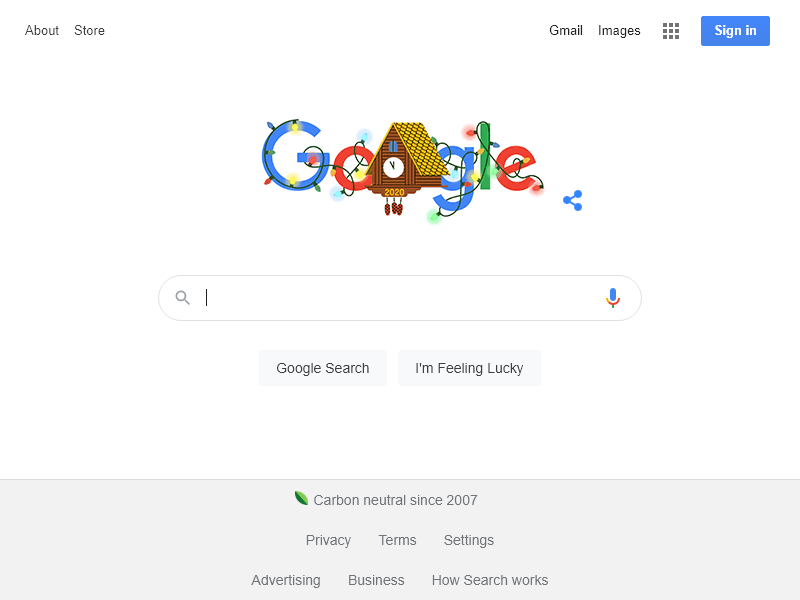 About Store Gmail Images Sign in
Google
2020
Google Search I'm Feeling Lucky
Carbon neutral since 2007
Privacy Terms Settings
Advertising Business How Search works